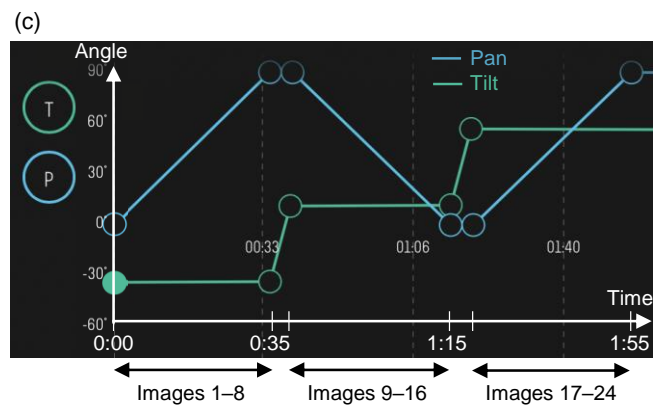 (c)
Angle
Pan
Tilt
90°
60°
30°
0°
-30°
-60°
T
P
00:33
01:06
01:40
Time
0:00
0:35
1:15
1:55
Images 1–8
Images 9–16
Images 17–24